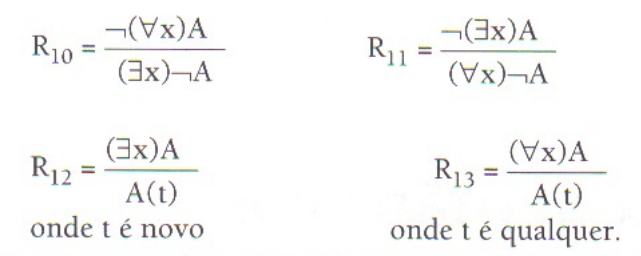 R₁₀ = ¬(∀x)A / (∃x)¬A
R₁₁ = ¬(∃x)A / (∀x)¬A
R₁₂ = (∃x)A / A(t)
onde t é novo
R₁₃ = (∀x)A / A(t)
onde t é qualquer.